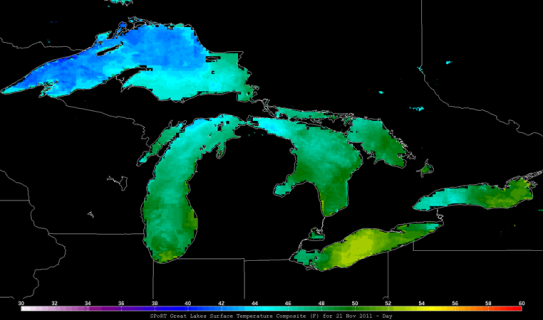 30 32 34 36 38 40 42 44 46 48 50 52 54 56 58 60
SPoRT Great Lakes Surface Temperature Composite (F) for 21 Nov 2011 - Day